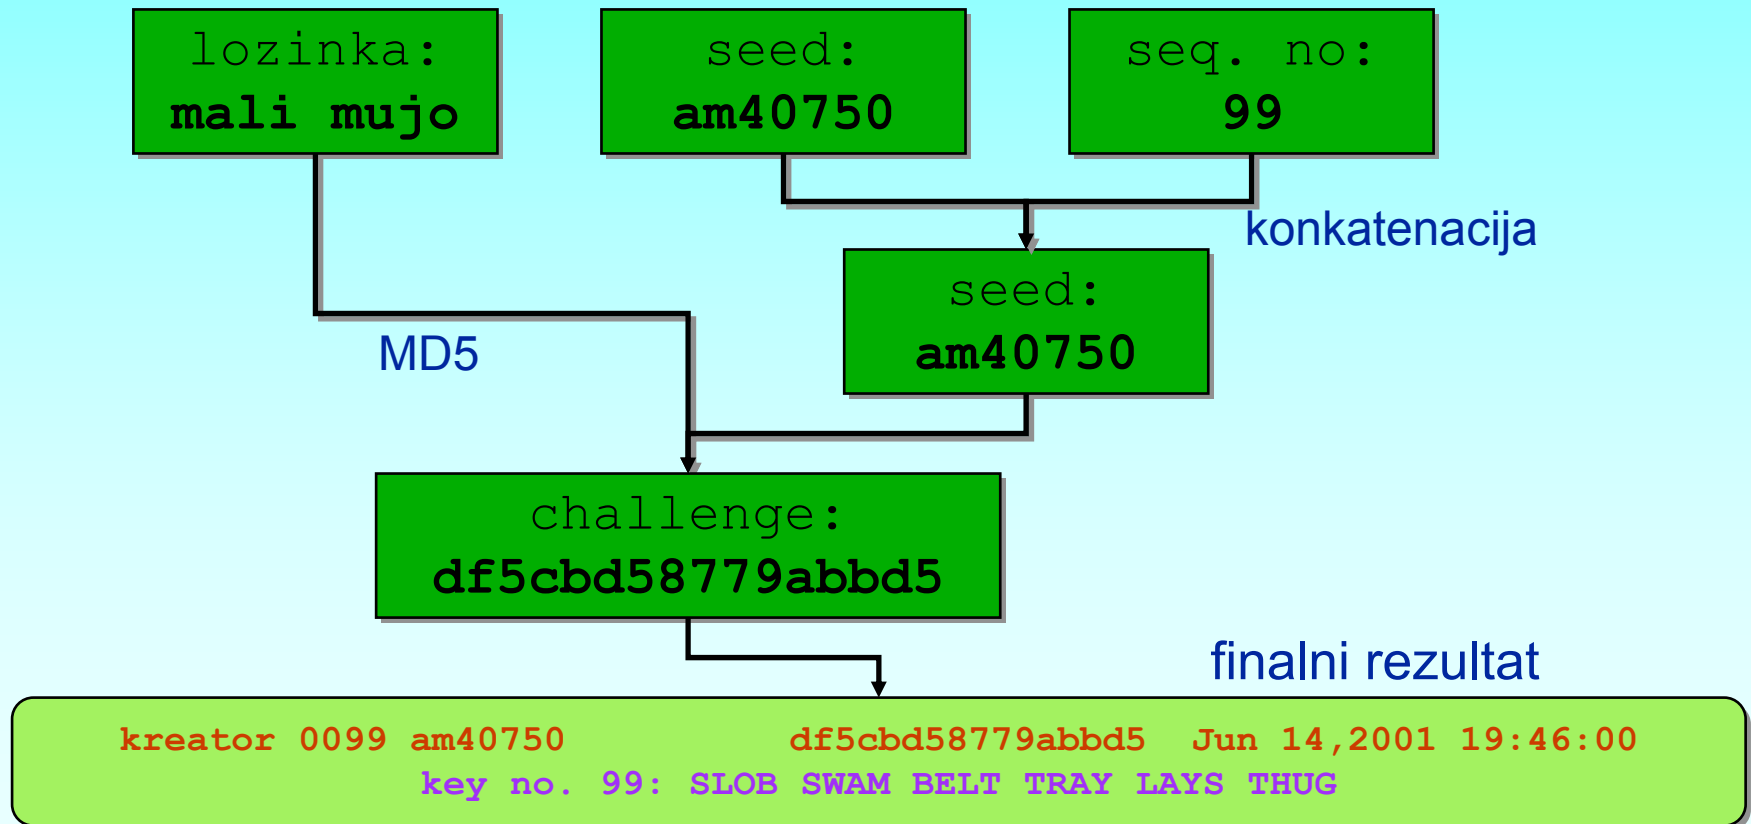 lozinka:
mali mujo
seed:
am40750
seq. no:
99
konkatenacija
seed:
am40750
MD5
challenge:
df5cbd58779abbd5
finalni rezultat
kreator 0099 am40750 df5cbd58779abbd5 Jun 14,2001 19:46:00
key no. 99: SLOB SWAM BELT TRAY LAYS THUG